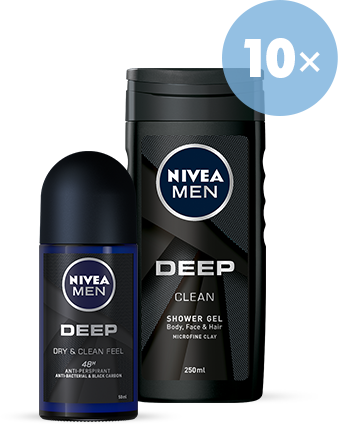 10×
NIVEA
MEN
DEEP
CLEAN
SHOWER GEL
Body, Face & Hair
MICROFINE CLAY
250ml
NIVEA
MEN
DEEP
DRY & CLEAN FEEL
48H
ANTI-PERSPIRANT
ANTI-BACTERIAL & BLACK CARBON
50ml